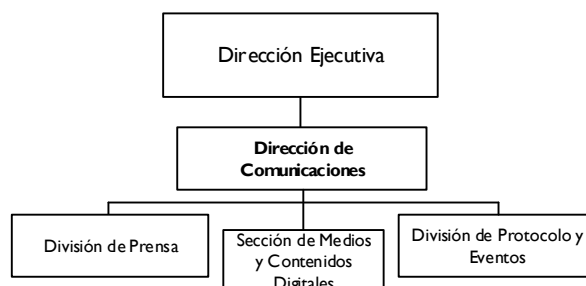 Dirección Ejecutiva
Dirección de
Comunicaciones
División de Prensa
Sección de Medios
y Contenidos
Digitales
División de Protocolo y
Eventos